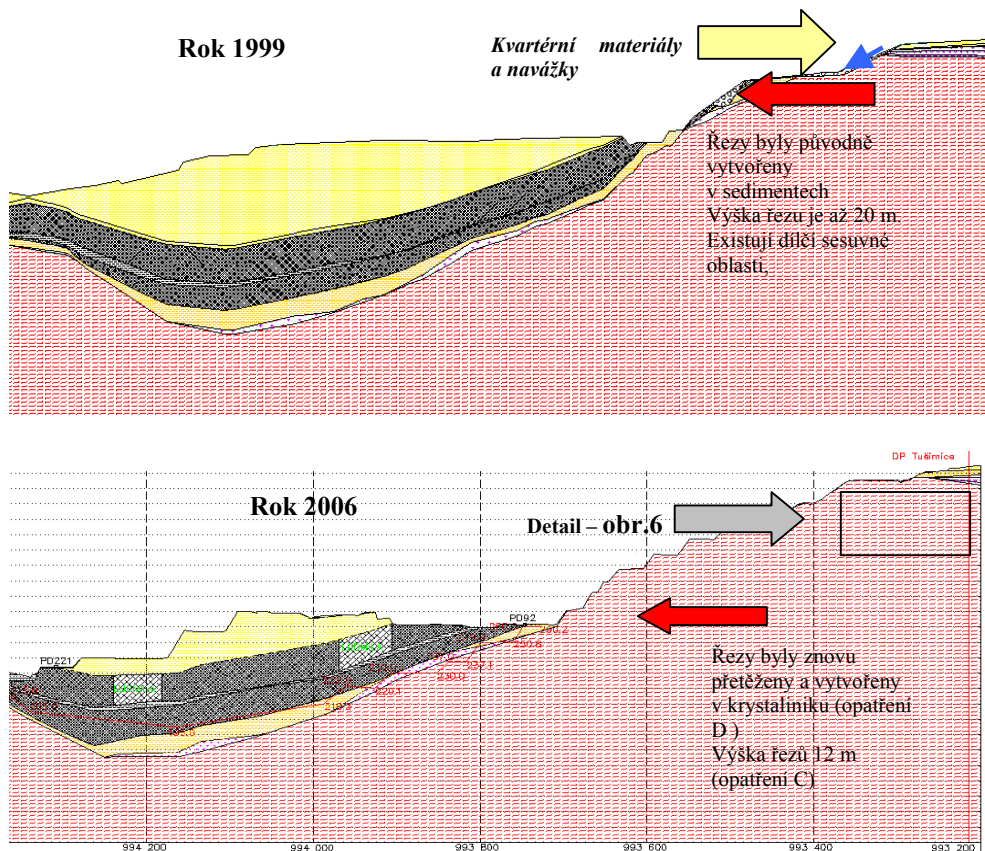 Rok 1999
Kvartérní materiály
a navážky
Řezy byly původně
vytvořeny
v sedimentech
Výška řezu je až 20 m.
Existují dílčí sesuvné
oblasti,
DP Tušimice
Rok 2006
Detail – obr.6
PD92
PD221
Řezy byly znovu
přetěženy a vytvořeny
v krystaliniku (opatření
D )
Výška řezů 12 m
(opatření C)
994 200 994 000 993 800 993 600 993 400 993 200